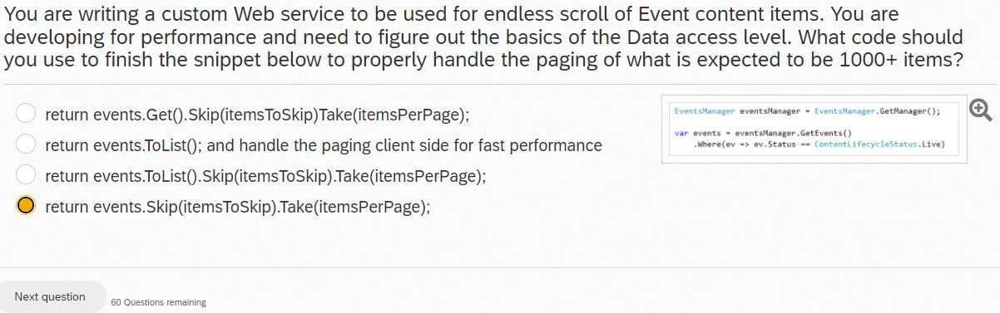 You are writing a custom Web service to be used for endless scroll of Event content items. You are
developing for performance and need to figure out the basics of the Data access level. What code should
you use to finish the snippet below to properly handle the paging of what is expected to be 1000+ items?
return events.Get().Skip(itemsToSkip)Take(itemsPerPage);
return events.ToList(); and handle the paging client side for fast performance
return events.ToList().Skip(itemsToSkip).Take(itemsPerPage);
return events.Skip(itemsToSkip).Take(itemsPerPage);
EventsManager eventsManager = EventsManager.GetManager();
var events = eventsManager.GetEvents()
.Where(ev => ev.Status == ContentLifecycleStatus.Live)
Next question
60 Questions remaining